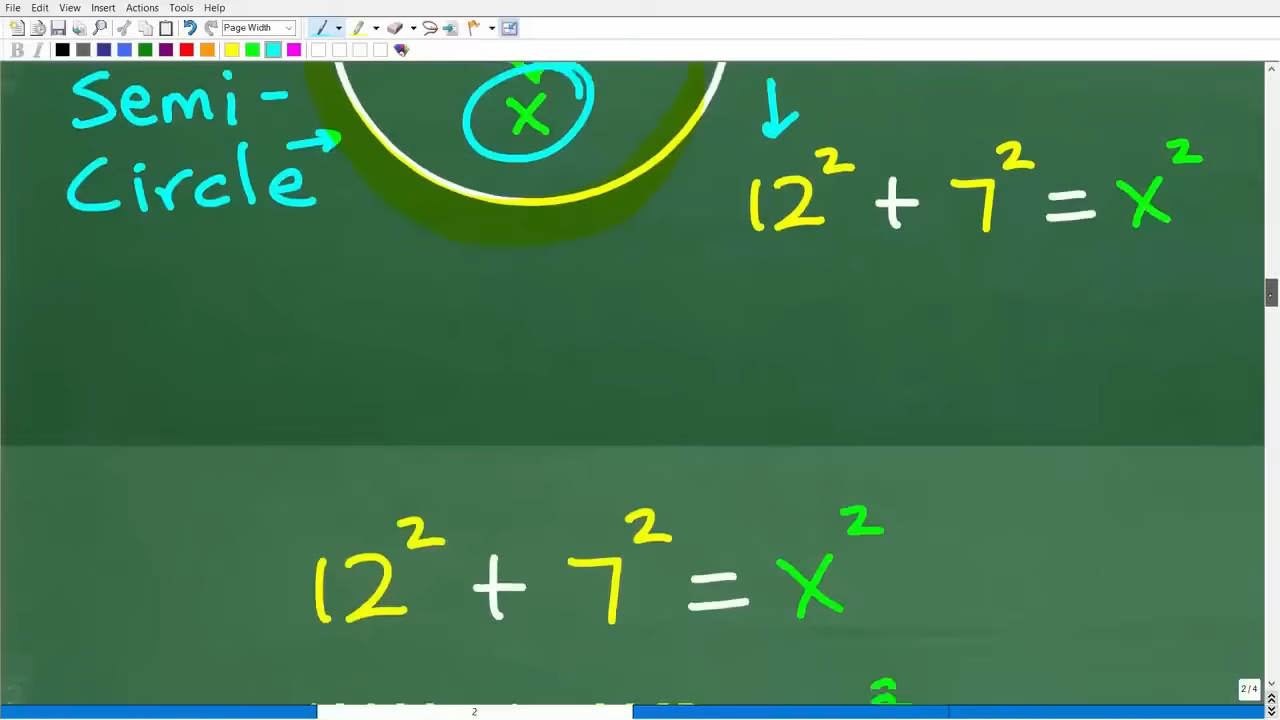 File Edit View Insert Actions Tools Help
Page Width
B I
Semi-
Circle
x
12² + 7² = x²
12² + 7² = x²
2 / 4
2